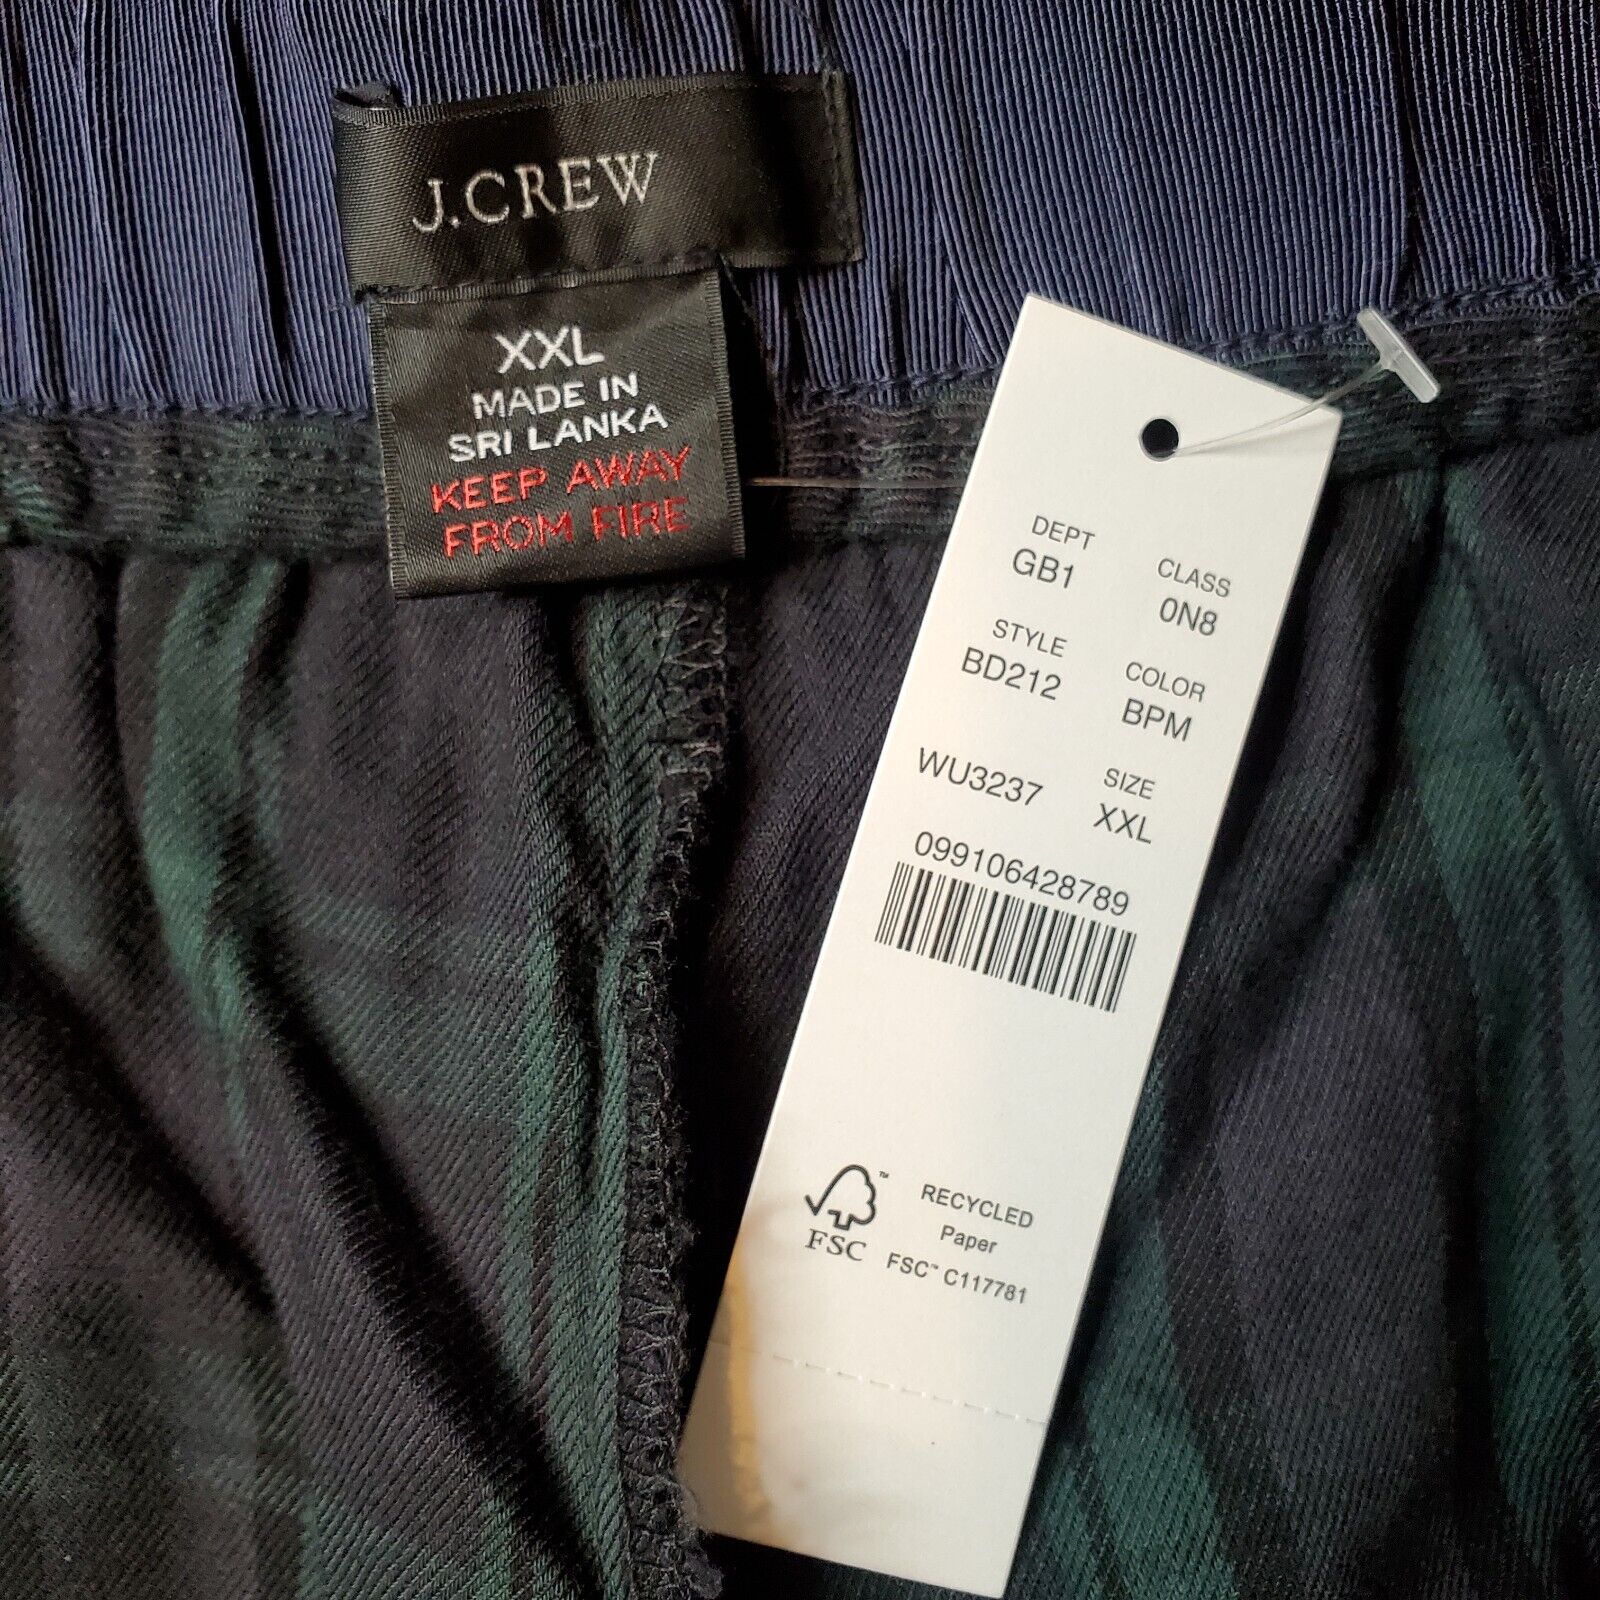 J.CREW
XXL
MADE IN
SRI LANKA
KEEP AWAY
FROM FIRE
DEPT CLASS
GB1 0N8
STYLE COLOR
BD212 BPM
WU3237 SIZE
XXL
099106428789
RECYCLED
Paper
FSC™ C117781
™
FSC